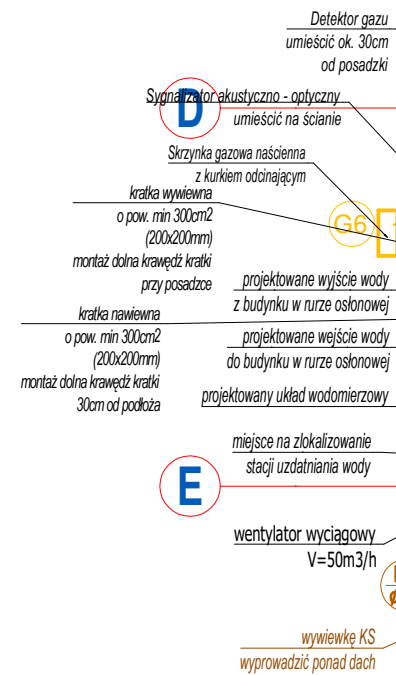 Detektor gazu
umieścić ok. 30cm
od posadzki
Sygnalizator akustyczno - optyczny
D
umieścić na ścianie
Skrzynka gazowa naścienna
z kurkiem odcinającym
kratka wywiewna
o pow. min 300cm2
(200x200mm)
montaż dolna krawędź kratki
przy posadzce
G6
projektowane wyjście wody
z budynku w rurze osłonowej
kratka nawiewna
o pow. min 300cm2
(200x200mm)
montaż dolna krawędź kratki
30cm od podłoża
projektowane wejście wody
do budynku w rurze osłonowej
projektowany układ wodomierzowy
miejsce na zlokalizowanie
stacji uzdatniania wody
E
wentylator wyciągowy
V=50m3/h
wywiewkę KS
wyprowadzić ponad dach